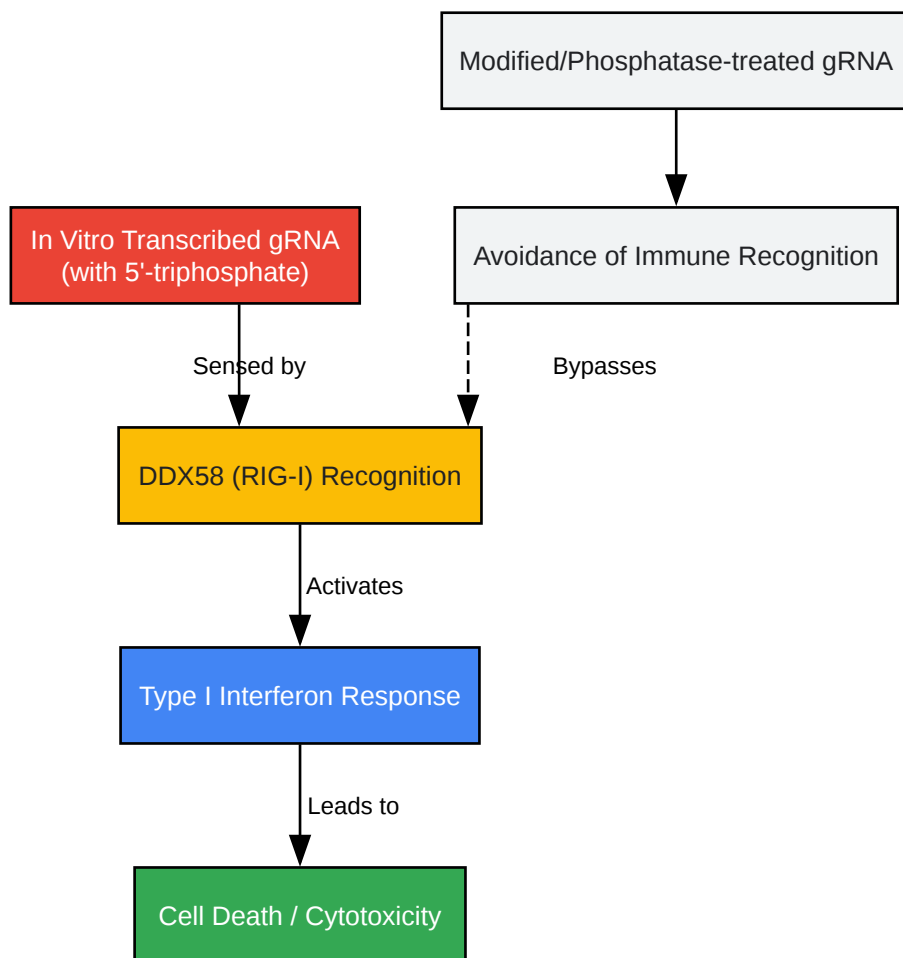 Modified/Phosphatase-treated gRNA
In Vitro Transcribed gRNA
(with 5'-triphosphate)
Avoidance of Immune Recognition
Sensed by
Bypasses
DDX58 (RIG-I) Recognition
Activates
Type I Interferon Response
Leads to
Cell Death / Cytotoxicity